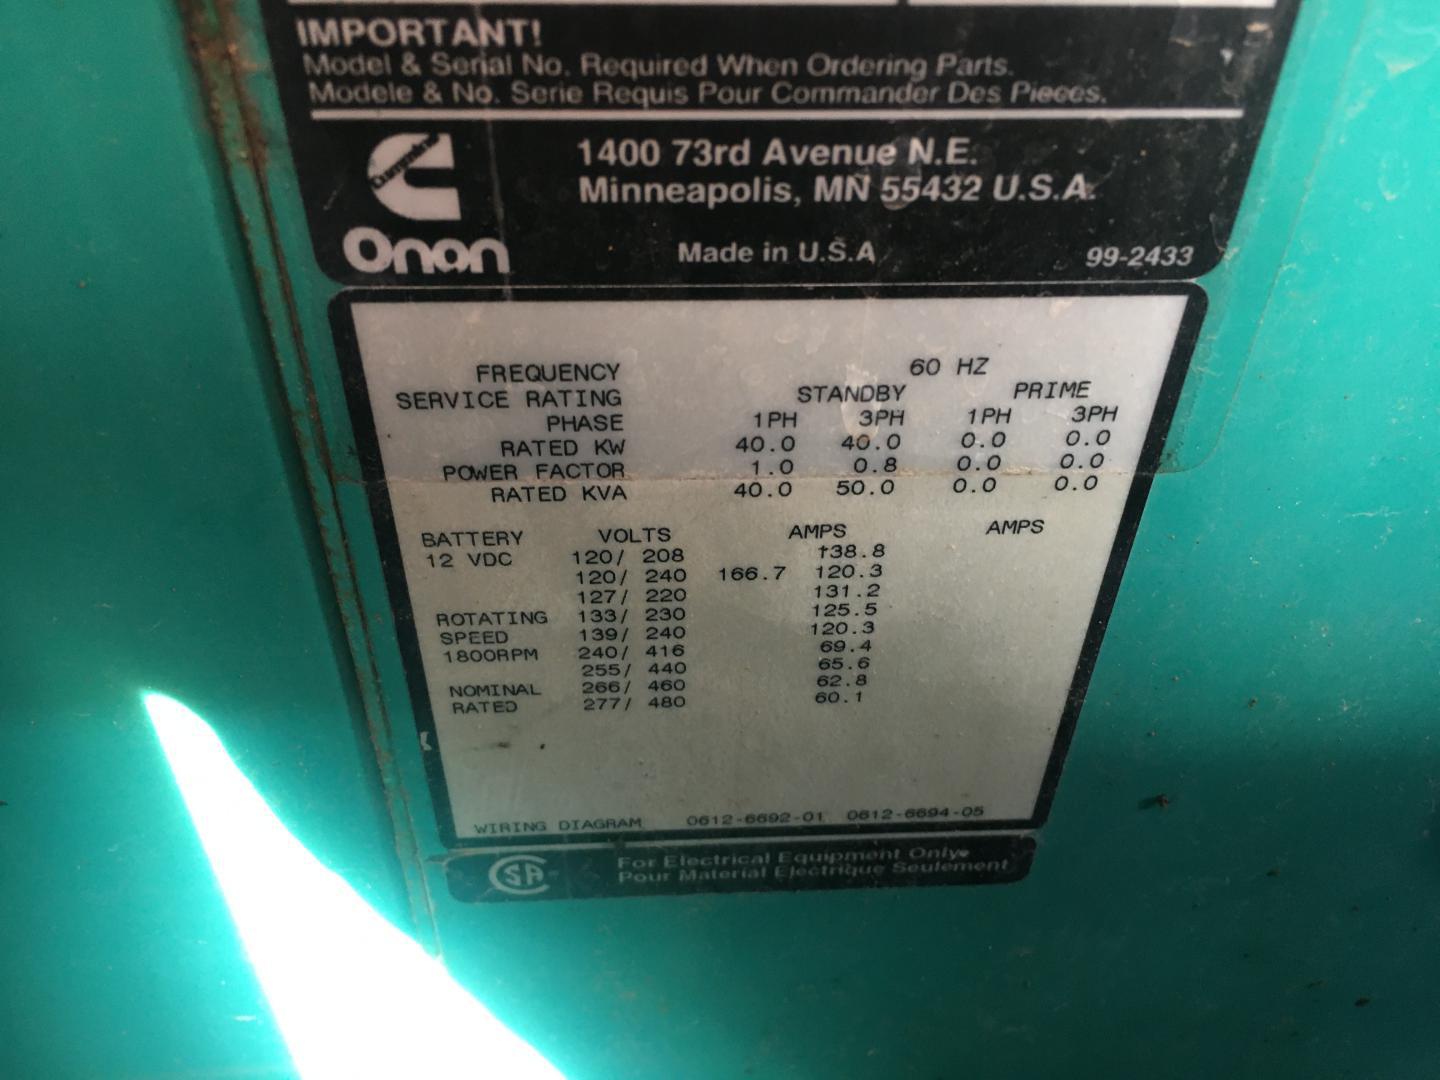 IMPORTANT!
Model & Serial No. Required When Ordering Parts.
Modele & No. Serie Requis Pour Commander Des Pieces.
Cummins
Onan
1400 73rd Avenue N.E.
Minneapolis, MN 55432 U.S.A.
Made in U.S.A
99-2433
FREQUENCY 60 HZ
SERVICE RATING STANDBY PRIME
PHASE 1PH 3PH 1PH 3PH
RATED KW 40.0 40.0 0.0 0.0
POWER FACTOR 1.0 0.8 0.0 0.0
RATED KVA 40.0 50.0 0.0 0.0
BATTERY VOLTS AMPS AMPS
12 VDC 120/ 208 138.8
120/ 240 166.7 120.3
127/ 220 131.2
ROTATING 133/ 230 125.5
SPEED 139/ 240 120.3
1800RPM 240/ 416 69.4
255/ 440 65.6
NOMINAL 266/ 460 62.8
RATED 277/ 480 60.1
WIRING DIAGRAM 0612-6692-01 0612-6694-05
CSA
For Electrical Equipment Only
Pour Material Electrique Seulement